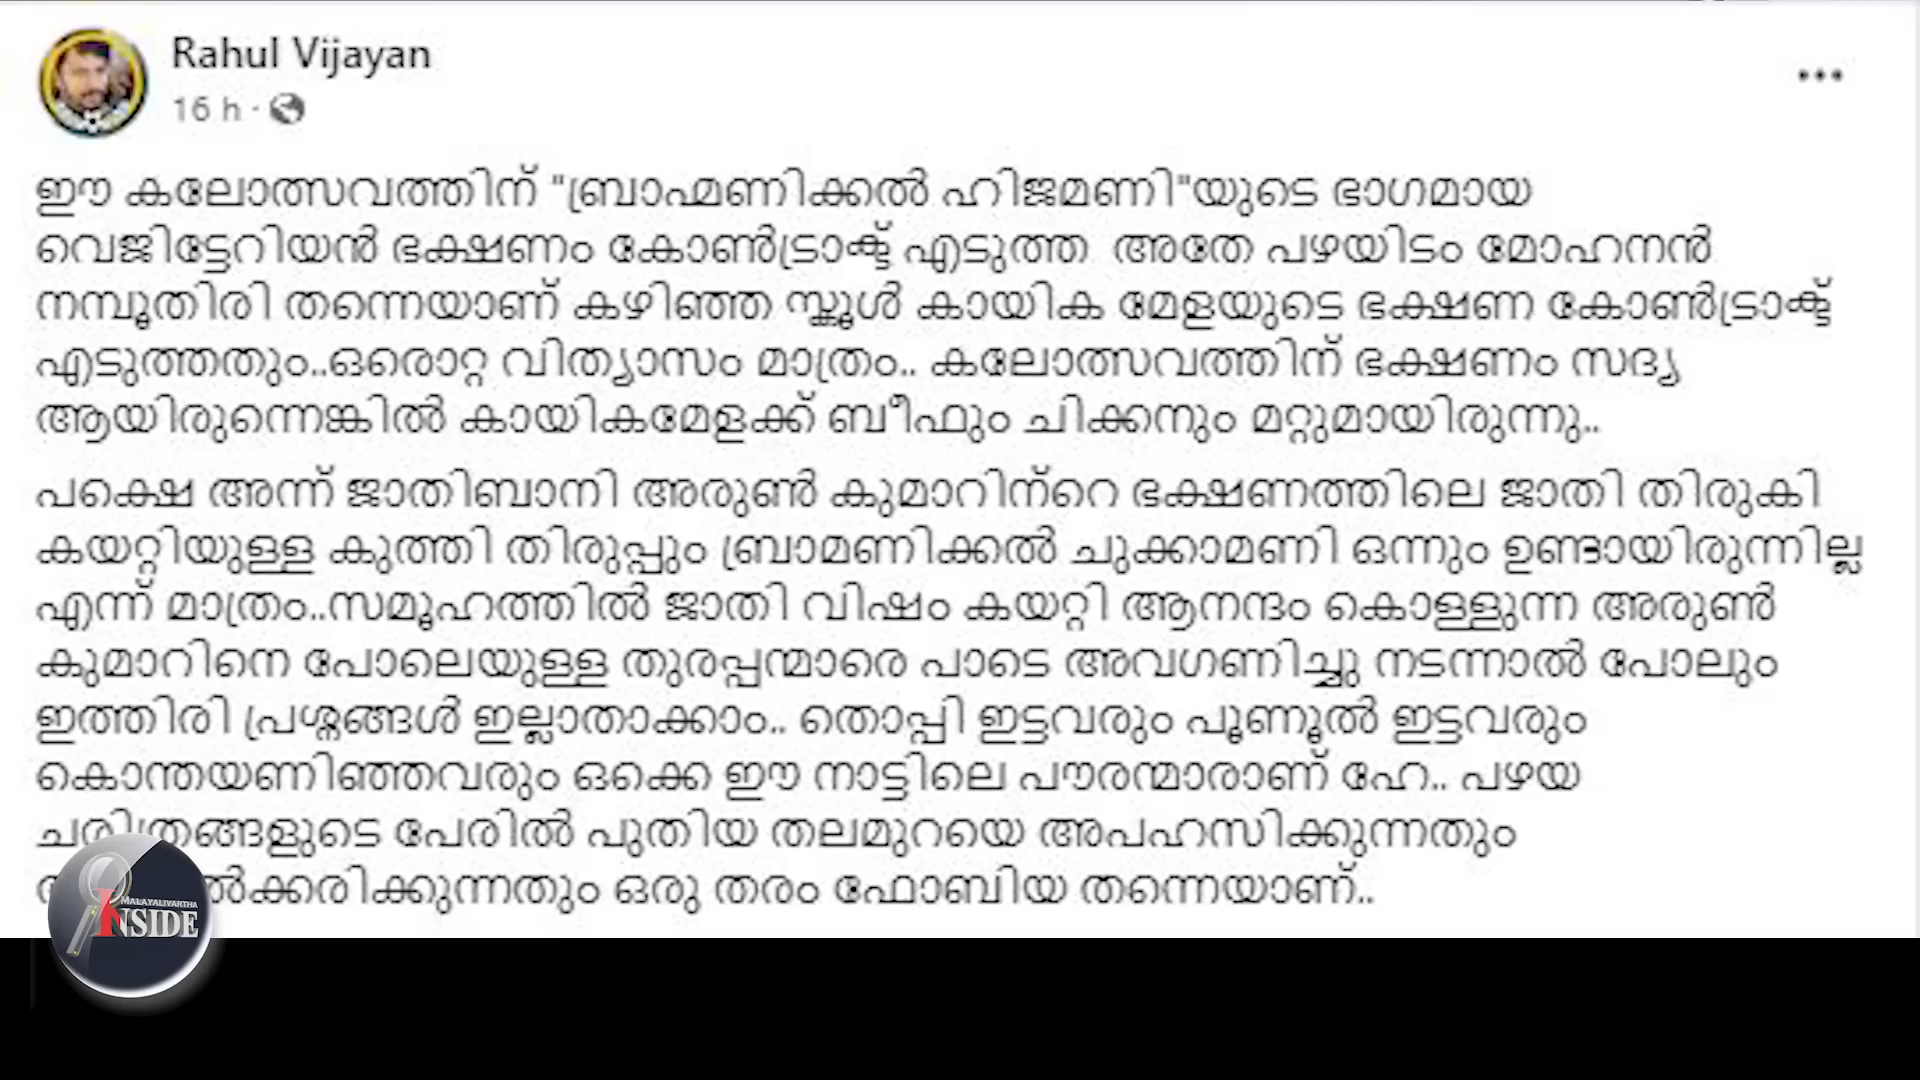 Rahul Vijayan
16 h ·
ഈ കലോത്സവത്തിന് "ബ്രാഹ്മണിക്കൽ ഹിജമണി"യുടെ ഭാഗമായ
വെജിട്ടേറിയൻ ഭക്ഷണം കോൺട്രാക്ട് എടുത്ത അതേ പഴയിടം മോഹനൻ
നമ്പൂതിരി തന്നെയാണ് കഴിഞ്ഞ സ്കൂൾ കായിക മേളയുടെ ഭക്ഷണ കോൺട്രാക്ട്
എടുത്തതും..ഒരൊറ്റ വിത്യാസം മാത്രം.. കലോത്സവത്തിന് ഭക്ഷണം സദ്യ
ആയിരുന്നെങ്കിൽ കായികമേളക്ക് ബീഫും ചിക്കനും മറ്റുമായിരുന്നു..
പക്ഷെ അന്ന് ജാതിബാനി അരുൺ കുമാറിന്റെ ഭക്ഷണത്തിലെ ജാതി തിരുകി
കയറ്റിയുള്ള കുത്തി തിരുപ്പും ബ്രാമണിക്കൽ ചുക്കാമണി ഒന്നും ഉണ്ടായിരുന്നില്ല
എന്ന് മാത്രം..സമൂഹത്തിൽ ജാതി വിഷം കയറ്റി ആനന്ദം കൊള്ളുന്ന അരുൺ
കുമാറിനെ പോലെയുള്ള തുരപ്പന്മാരെ പാടെ അവഗണിച്ചു നടന്നാൽ പോലും
ഇത്തിരി പ്രശ്നങ്ങൾ ഇല്ലാതാക്കാം.. തൊപ്പി ഇട്ടവരും പൂണൂൽ ഇട്ടവരും
കൊന്തയണിഞ്ഞവരും ഒക്കെ ഈ നാട്ടിലെ പൗരന്മാരാണ് ഹേ.. പഴയ
ചരിത്രങ്ങളുടെ പേരിൽ പുതിയ തലമുറയെ അപഹസിക്കുന്നതും
ഒരു തരം ഫോബിയ തന്നെയാണ്..
MALAYALIVARTHA
INSIDE